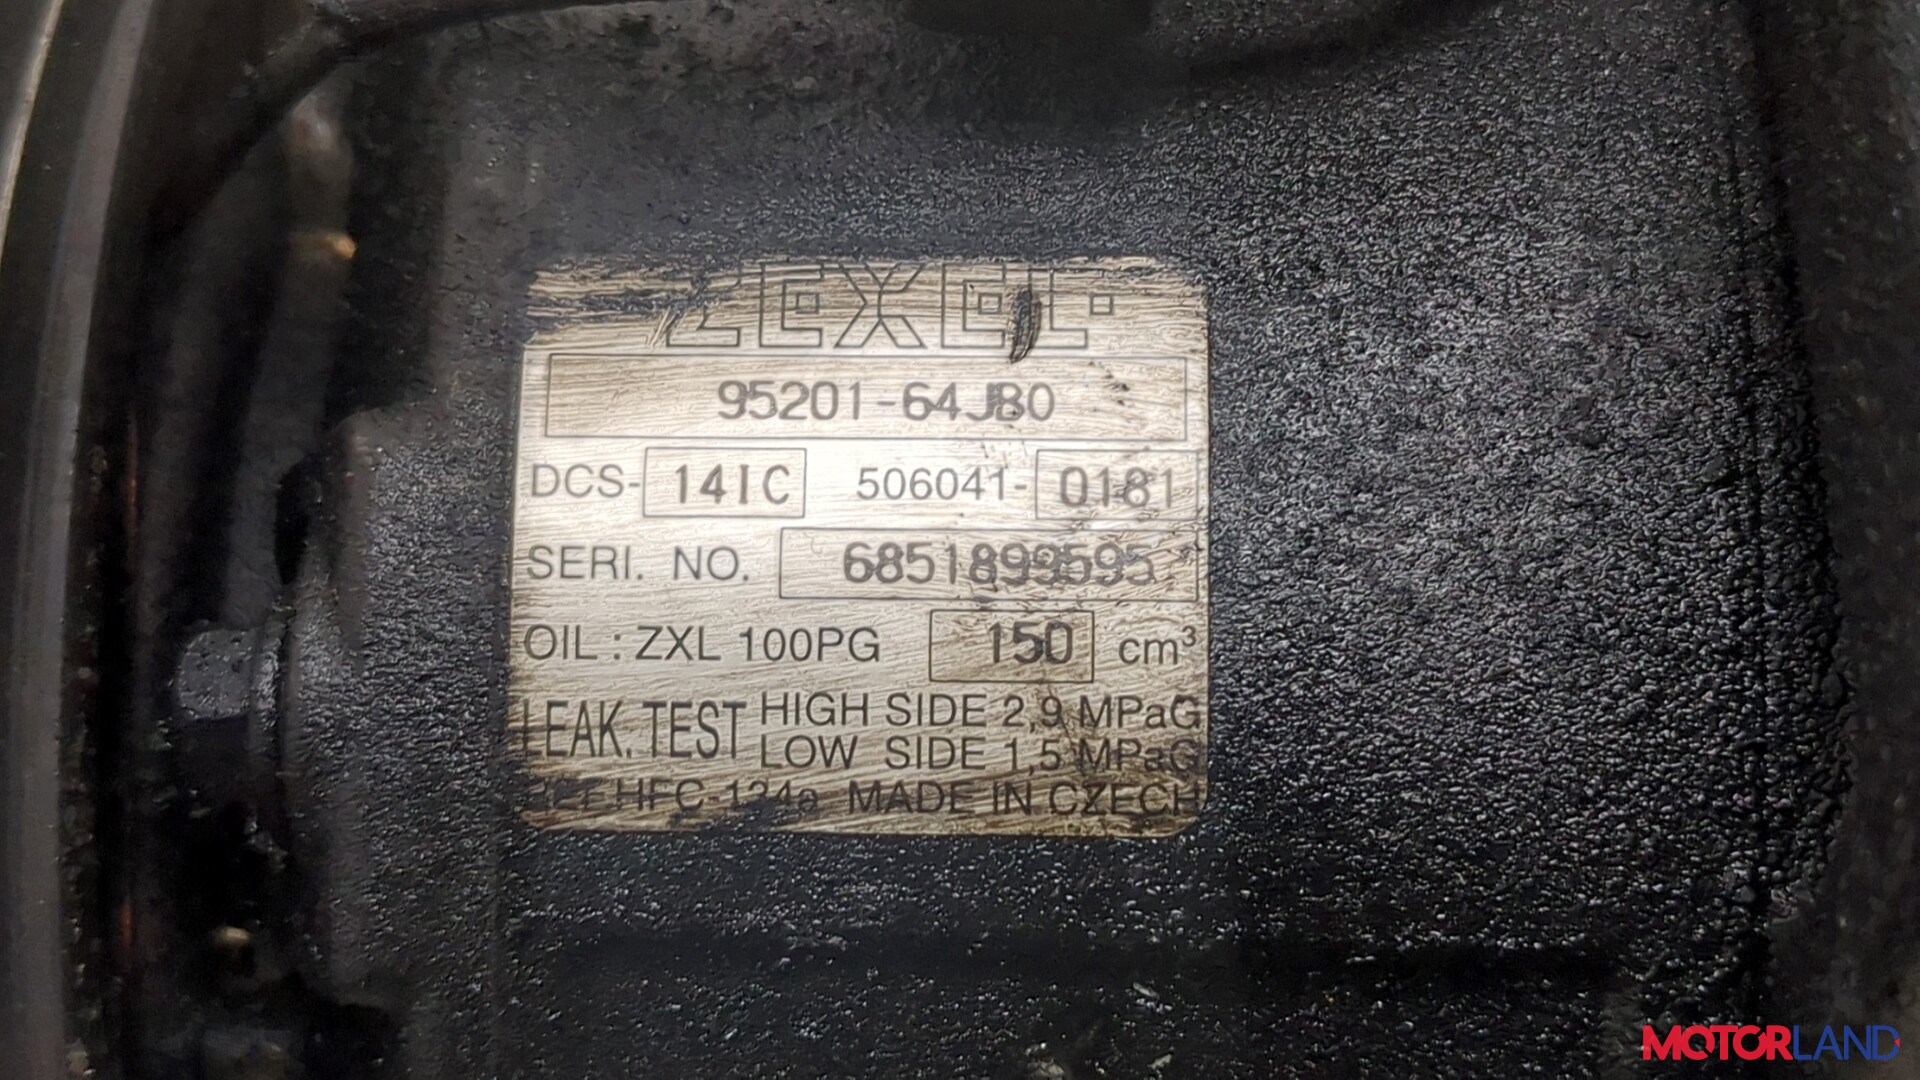 ZEXEL
95201-64JB0
DCS-14IC 506041-0181
SERI. NO. 6851899595
OIL : ZXL 100PG 150 cm³
LEAK. TEST HIGH SIDE 2,9 MPaG
LOW SIDE 1,5 MPaG
REF HFC-134a MADE IN CZECH
MOTORLAND